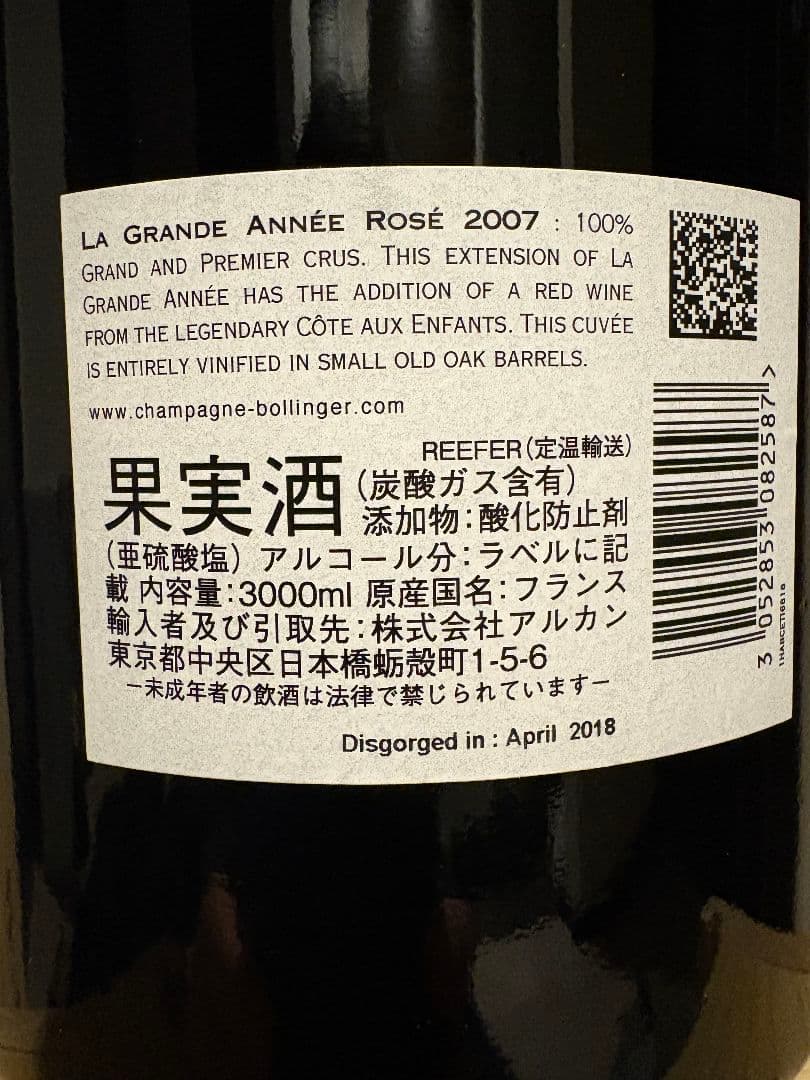 LA GRANDE ANNÉE ROSÉ 2007 : 100%
GRAND AND PREMIER CRUS. THIS EXTENSION OF LA
GRANDE ANNÉE HAS THE ADDITION OF A RED WINE
FROM THE LEGENDARY CÔTE AUX ENFANTS. THIS CUVÉE
IS ENTIRELY VINIFIED IN SMALL OLD OAK BARRELS.
www.champagne-bollinger.com
REEFER(定温輸送)
果実酒(炭酸ガス含有)
添加物:酸化防止剤
(亜硫酸塩) アルコール分:ラベルに記
載 内容量:3000ml 原産国名:フランス
輸入者及び引取先:株式会社アルカン
東京都中央区日本橋蛎殻町1-5-6
ー未成年者の飲酒は法律で禁じられていますー
Disgorged in : April 2018
3 052853 082587 >